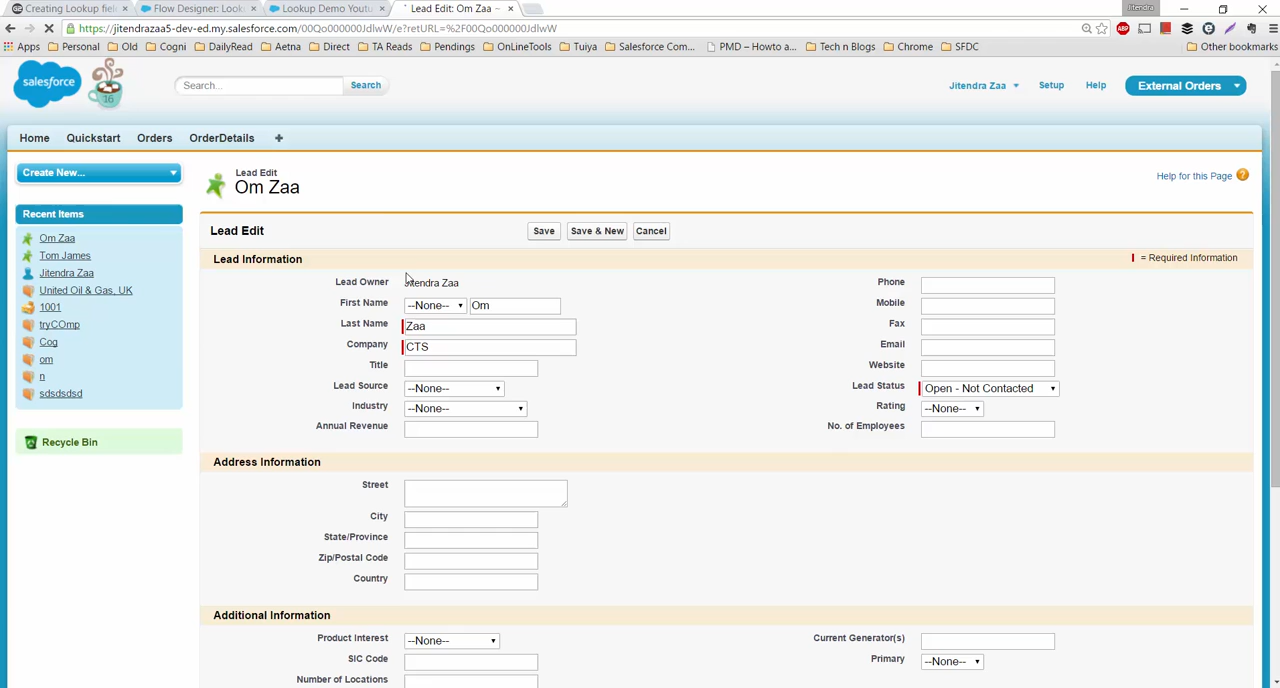 Creating Lookup fiel
Flow Designer: Look
Lookup Demo Youtu
Lead Edit: Om Zaa ~
Jitendra
https://jitendrazaa5-dev-ed.my.salesforce.com/00Qo000000JdlwW/e?retURL=%2F00Qo000000JdlwW
Apps Personal Old Cogni DailyRead Aetna Direct TA Reads Pendings OnLineTools Tuiya Salesforce Com... PMD – Howto a... Tech n Blogs Chrome SFDC Other bookmarks
salesforce
16
Search...
Search
Jitendra Zaa Setup Help External Orders
Home Quickstart Orders OrderDetails +
Create New...
Recent Items
Om Zaa
Tom James
Jitendra Zaa
United Oil & Gas, UK
1001
tryCOmp
Cog
om
n
sdsdsdsd
Recycle Bin
Lead Edit
Om Zaa
Help for this Page ?
Lead Edit Save Save & New Cancel
Lead Information = Required Information
Lead Owner Jitendra Zaa Phone
First Name --None-- Om Mobile
Last Name Zaa Fax
Company CTS Email
Title Website
Lead Source --None-- Lead Status Open - Not Contacted
Industry --None-- Rating --None--
Annual Revenue No. of Employees
Address Information
Street
City
State/Province
Zip/Postal Code
Country
Additional Information
Product Interest --None-- Current Generator(s)
SIC Code Primary --None--
Number of Locations